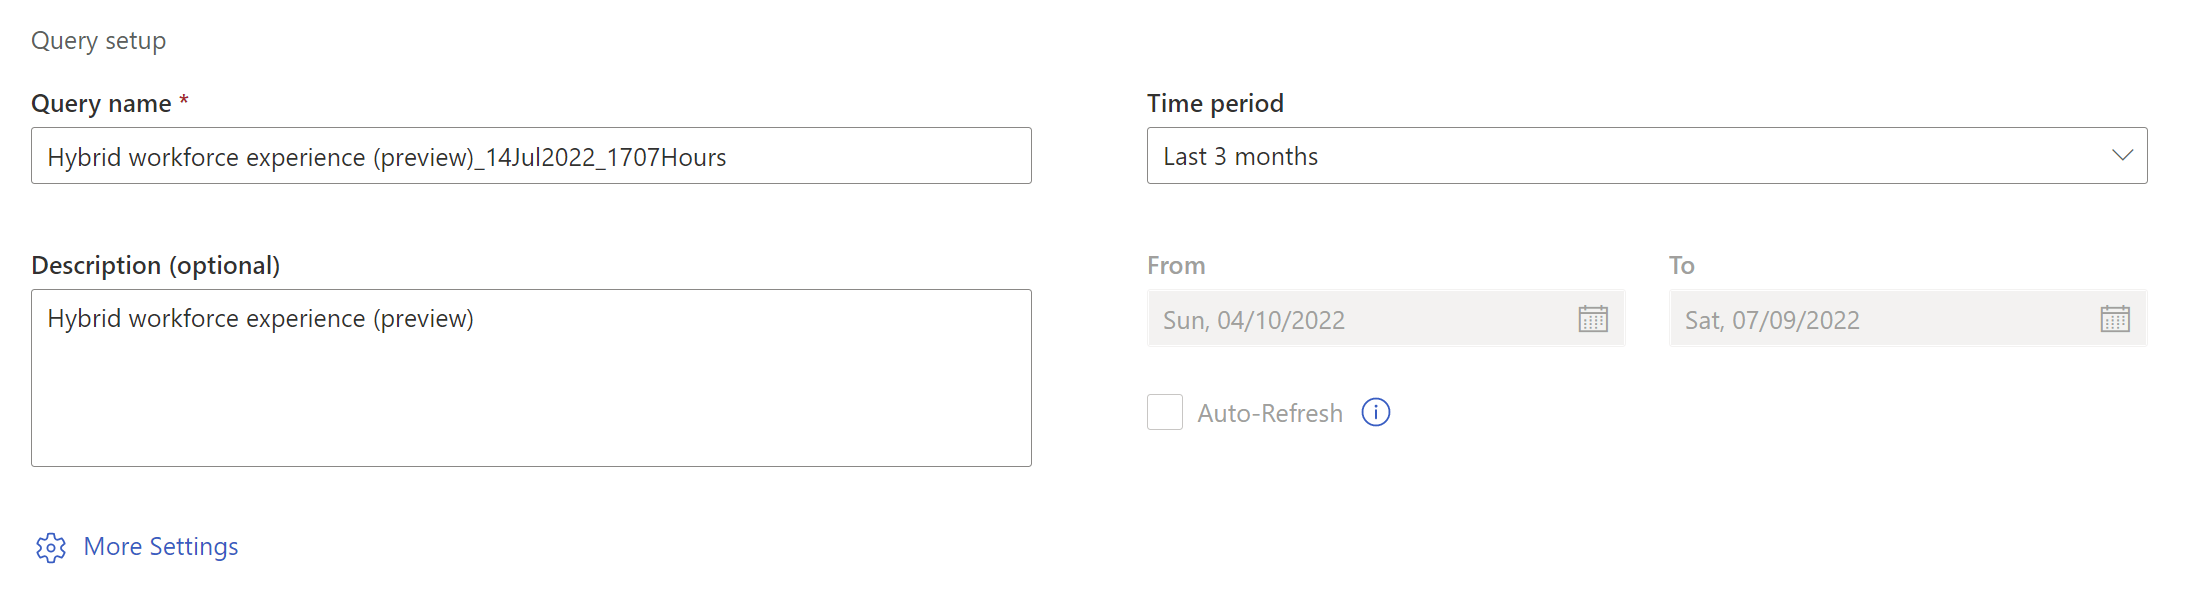 Query setup
Query name *
Hybrid workforce experience (preview)_14Jul2022_1707Hours
Description (optional)
Hybrid workforce experience (preview)
More Settings
Time period
Last 3 months
From
Sun, 04/10/2022
To
Sat, 07/09/2022
Auto-Refresh